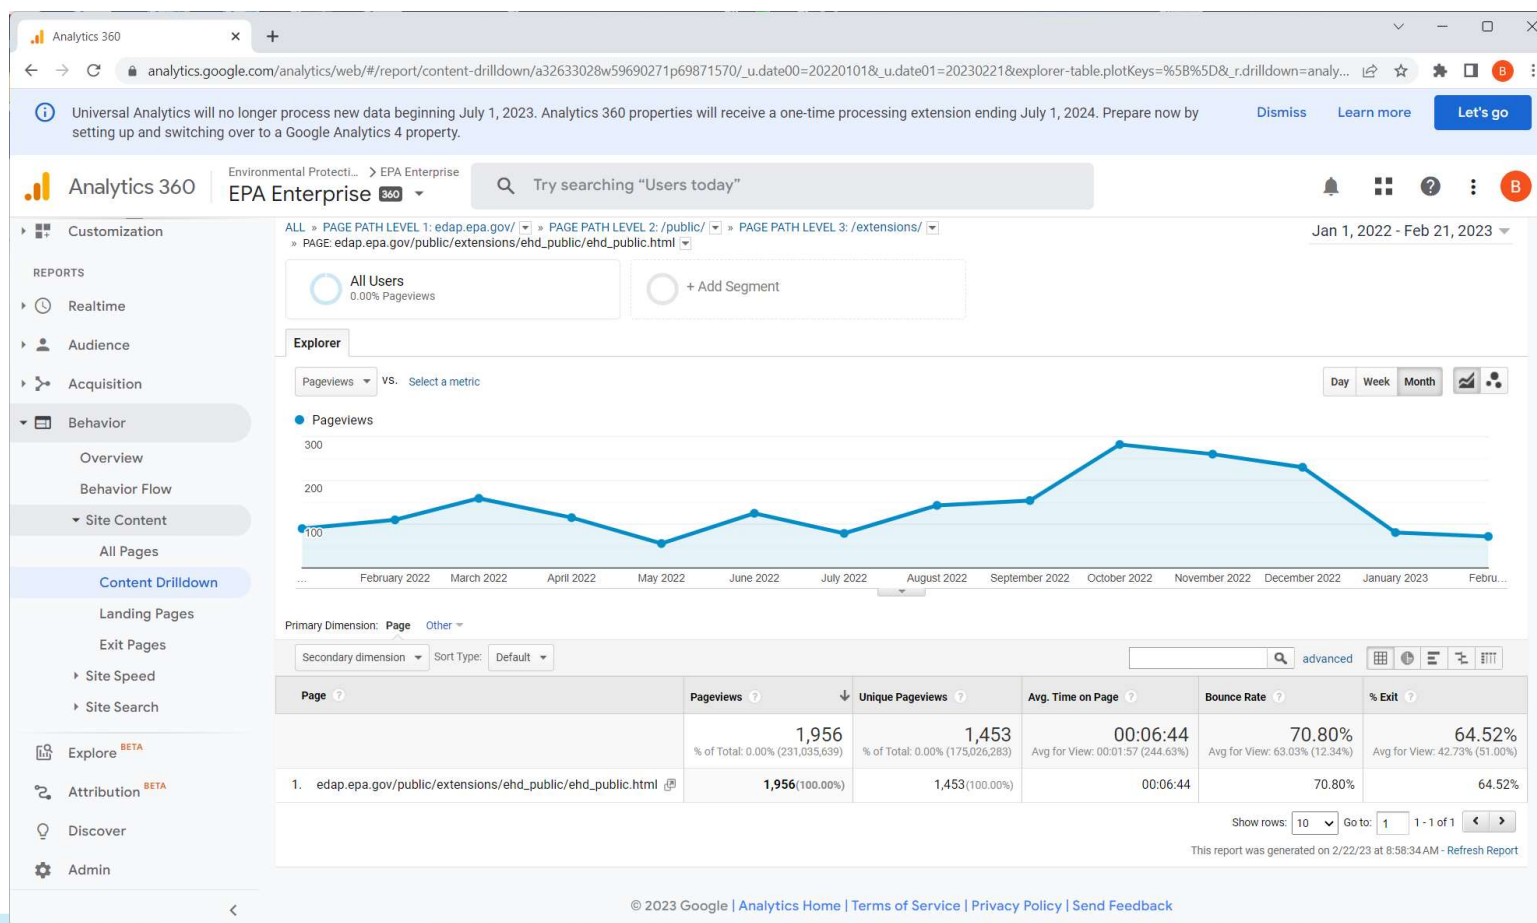 Analytics 360
analytics.google.com/analytics/web/#/report/content-drilldown/a32633028w59690271p69871570/_u.date00=20220101&_u.date01=20230221&explorer-table.plotKeys=%5B%5D&_r.drilldown=analy...
B
Universal Analytics will no longer process new data beginning July 1, 2023. Analytics 360 properties will receive a one-time processing extension ending July 1, 2024. Prepare now by
setting up and switching over to a Google Analytics 4 property.
Dismiss
Learn more
Let's go
Analytics 360
Environmental Protecti... > EPA Enterprise
EPA Enterprise 360
Try searching "Users today"
B
Customization
REPORTS
Realtime
Audience
Acquisition
Behavior
Overview
Behavior Flow
Site Content
All Pages
Content Drilldown
Landing Pages
Exit Pages
Site Speed
Site Search
Explore BETA
Attribution BETA
Discover
Admin
ALL » PAGE PATH LEVEL 1: edap.epa.gov/ » PAGE PATH LEVEL 2: /public/ » PAGE PATH LEVEL 3: /extensions/
» PAGE: edap.epa.gov/public/extensions/ehd_public/ehd_public.html
Jan 1, 2022 - Feb 21, 2023
All Users
0.00% Pageviews
+ Add Segment
Explorer
Pageviews VS. Select a metric
Day Week Month
Pageviews
300
200
100
... February 2022 March 2022 April 2022 May 2022 June 2022 July 2022 August 2022 September 2022 October 2022 November 2022 December 2022 January 2023 Febru...
Primary Dimension: Page Other
Secondary dimension Sort Type: Default
advanced
Page ? Pageviews ? Unique Pageviews ? Avg. Time on Page ? Bounce Rate ? % Exit ?
1,956 1,453 00:06:44 70.80% 64.52%
% of Total: 0.00% (231,035,639) % of Total: 0.00% (175,026,283) Avg for View: 00:01:57 (244.63%) Avg for View: 63.03% (12.34%) Avg for View: 42.73% (51.00%)
1. edap.epa.gov/public/extensions/ehd_public/ehd_public.html 1,956(100.00%) 1,453(100.00%) 00:06:44 70.80% 64.52%
Show rows: 10 Go to: 1 1 - 1 of 1
This report was generated on 2/22/23 at 8:58:34 AM - Refresh Report
© 2023 Google | Analytics Home | Terms of Service | Privacy Policy | Send Feedback